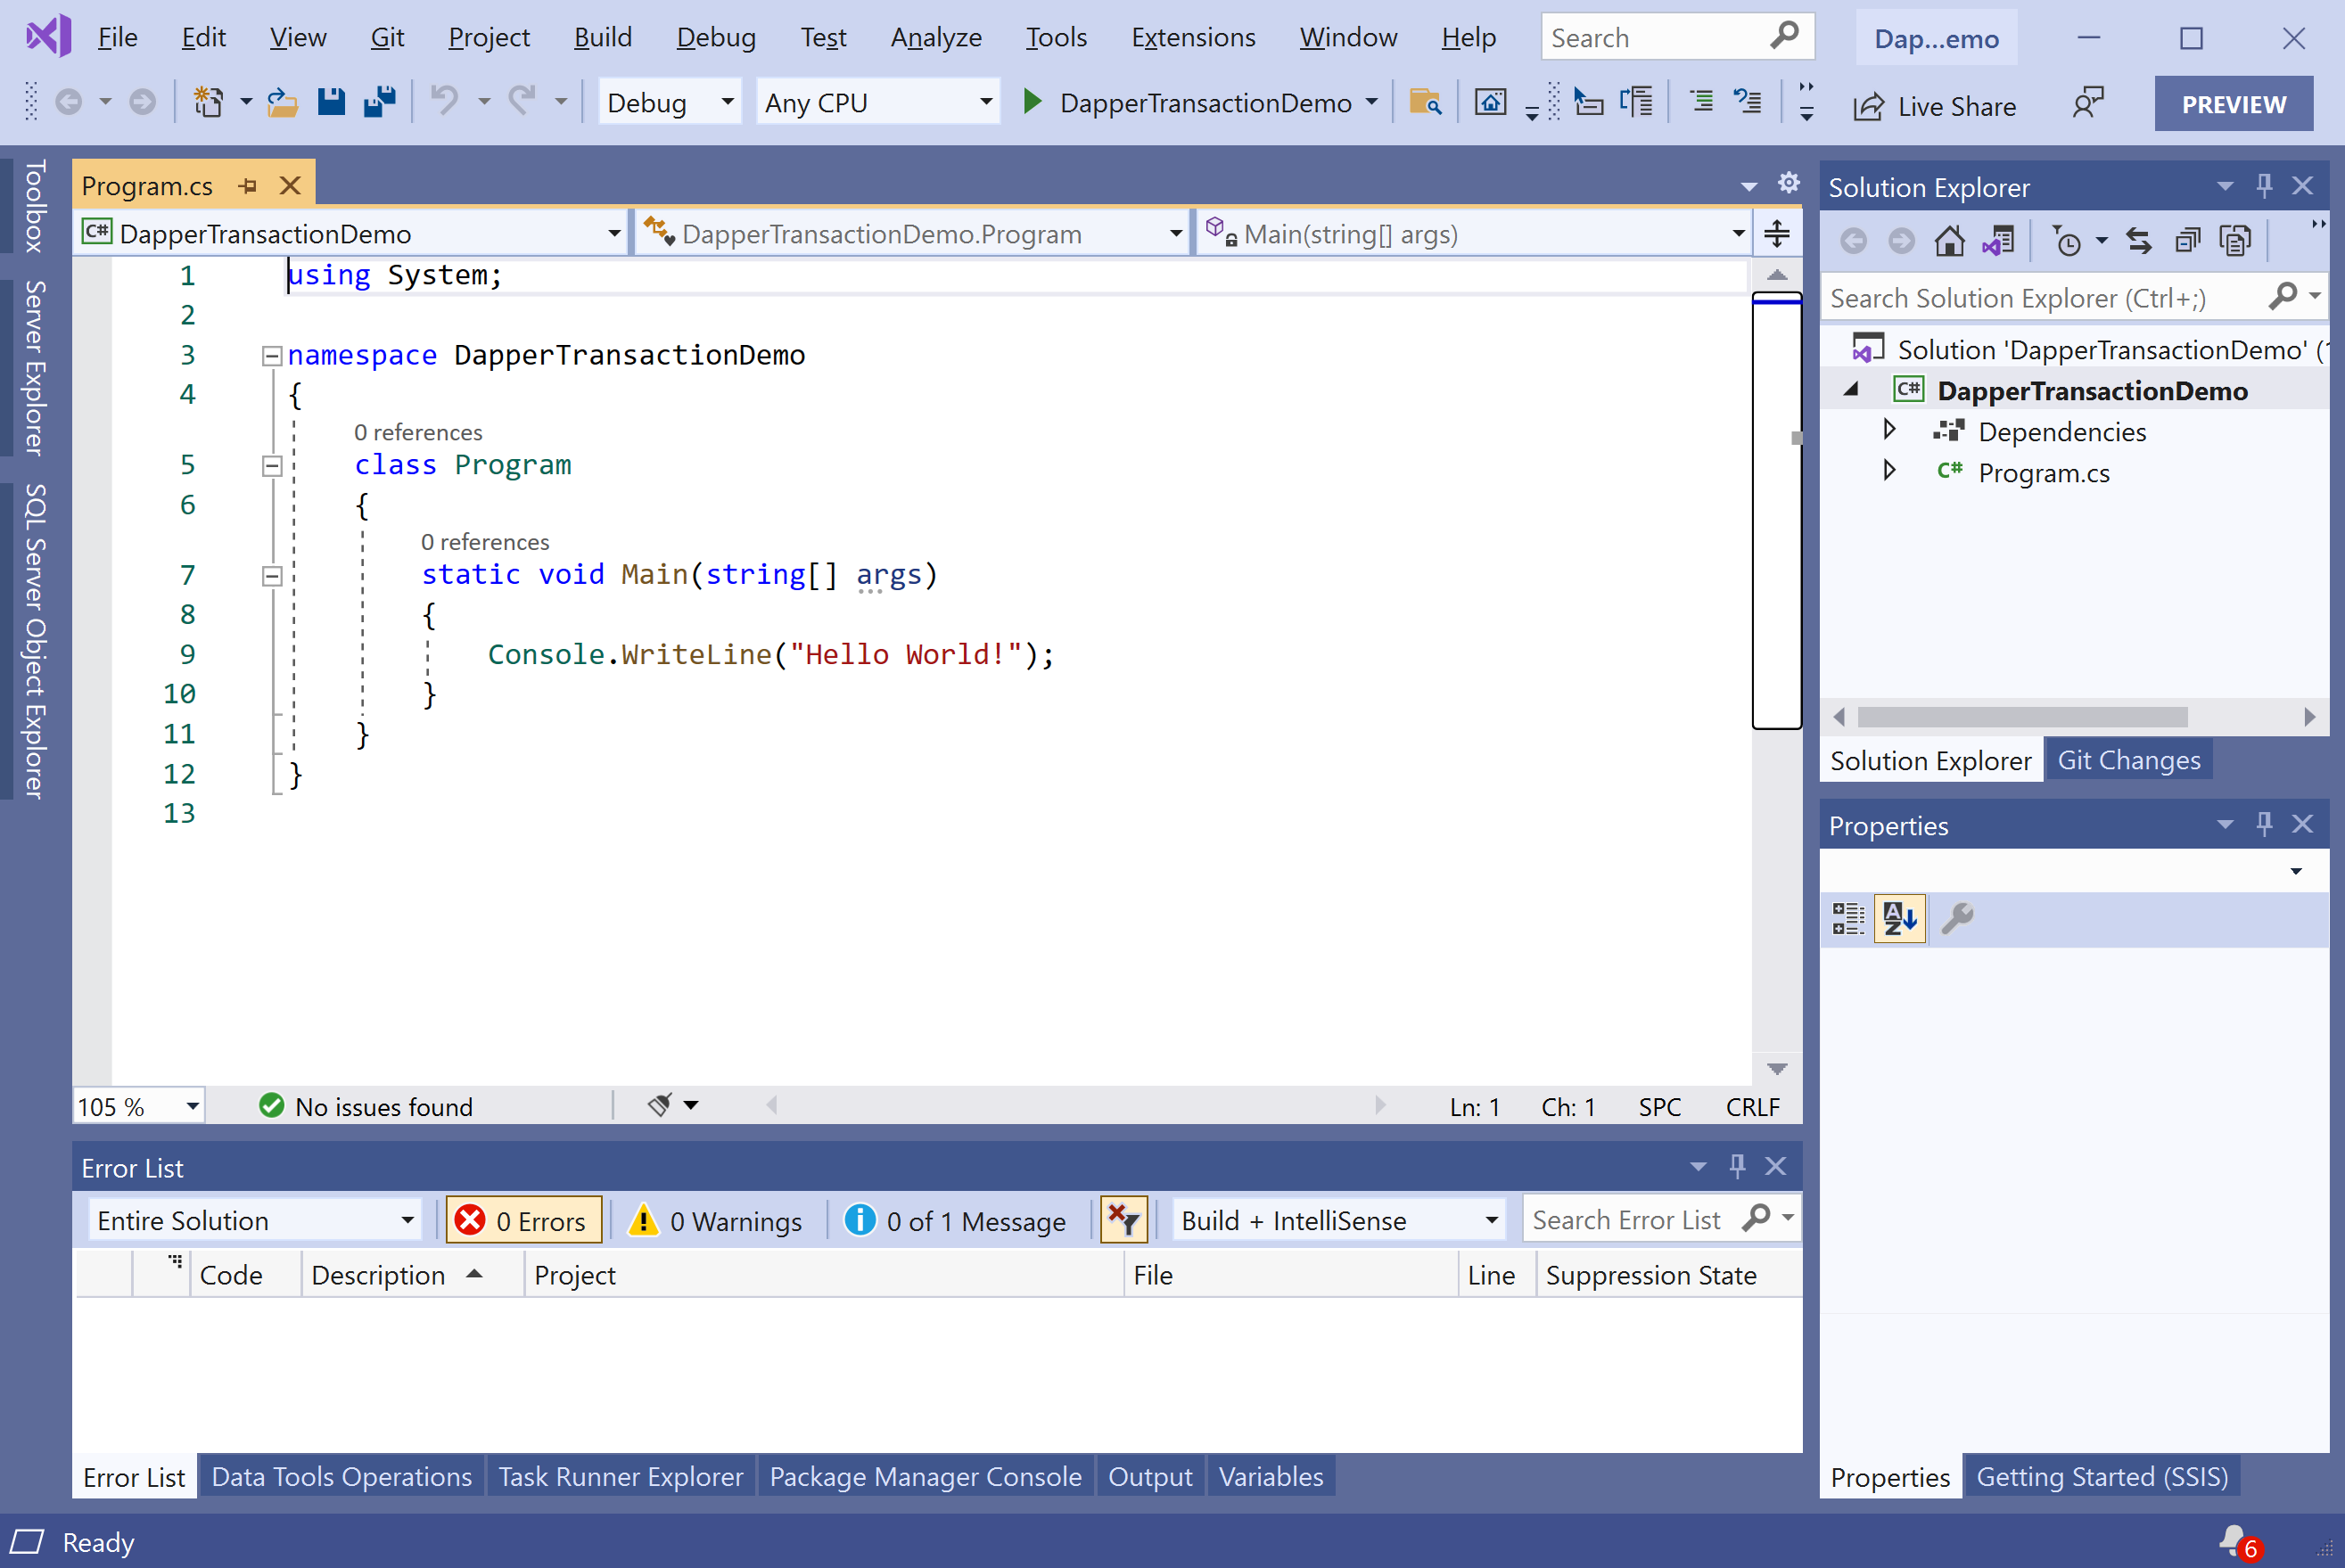 File Edit View Git Project Build Debug Test Analyze Tools Extensions Window Help Search Dap...emo
Debug Any CPU DapperTransactionDemo Live Share PREVIEW
Toolbox
Server Explorer
SQL Server Object Explorer
Program.cs
C# DapperTransactionDemo DapperTransactionDemo.Program Main(string[] args)
1 using System;
2
3 namespace DapperTransactionDemo
4 {
0 references
5 class Program
6 {
0 references
7 static void Main(string[] args)
8 {
9 Console.WriteLine("Hello World!");
10 }
11 }
12 }
13
105 % No issues found Ln: 1 Ch: 1 SPC CRLF
Error List
Entire Solution 0 Errors 0 Warnings 0 of 1 Message Build + IntelliSense Search Error List
Code Description Project File Line Suppression State
Error List Data Tools Operations Task Runner Explorer Package Manager Console Output Variables
Solution Explorer
Search Solution Explorer (Ctrl+;)
Solution 'DapperTransactionDemo' (
C# DapperTransactionDemo
Dependencies
C# Program.cs
Solution Explorer Git Changes
Properties
Properties Getting Started (SSIS)
Ready 6